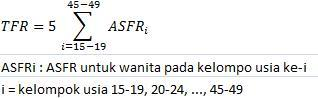 45-49
TFR = 5 ∑ ASFRᵢ
i=15-19
ASFRi : ASFR untuk wanita pada kelompo usia ke-i
i = kelompok usia 15-19, 20-24, ..., 45-49